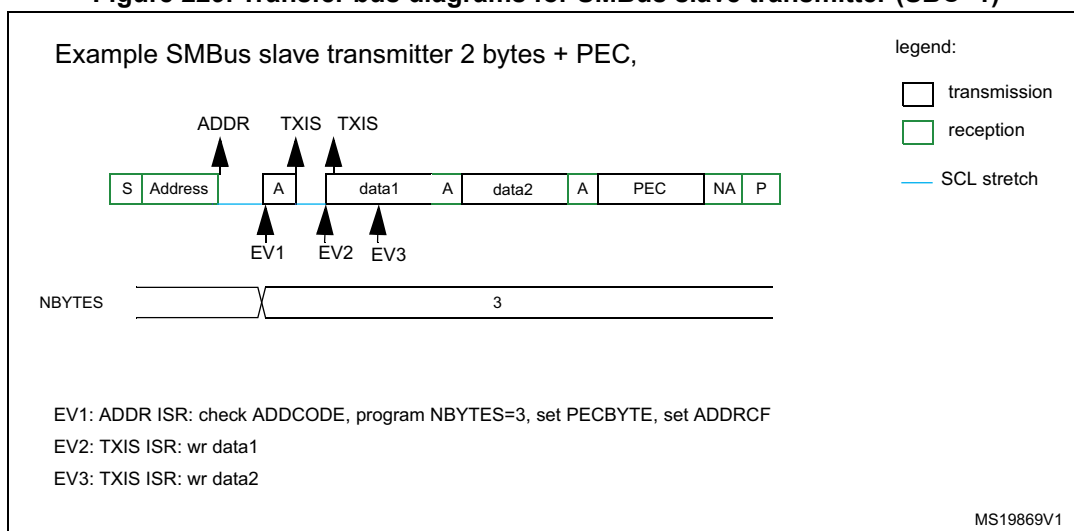 Example SMBus slave transmitter 2 bytes + PEC,
legend:
transmission
reception
SCL stretch
ADDR TXIS TXIS
S Address A data1 A data2 A PEC NA P
EV1 EV2 EV3
NBYTES 3
EV1: ADDR ISR: check ADDCODE, program NBYTES=3, set PECBYTE, set ADDRCF
EV2: TXIS ISR: wr data1
EV3: TXIS ISR: wr data2
MS19869V1